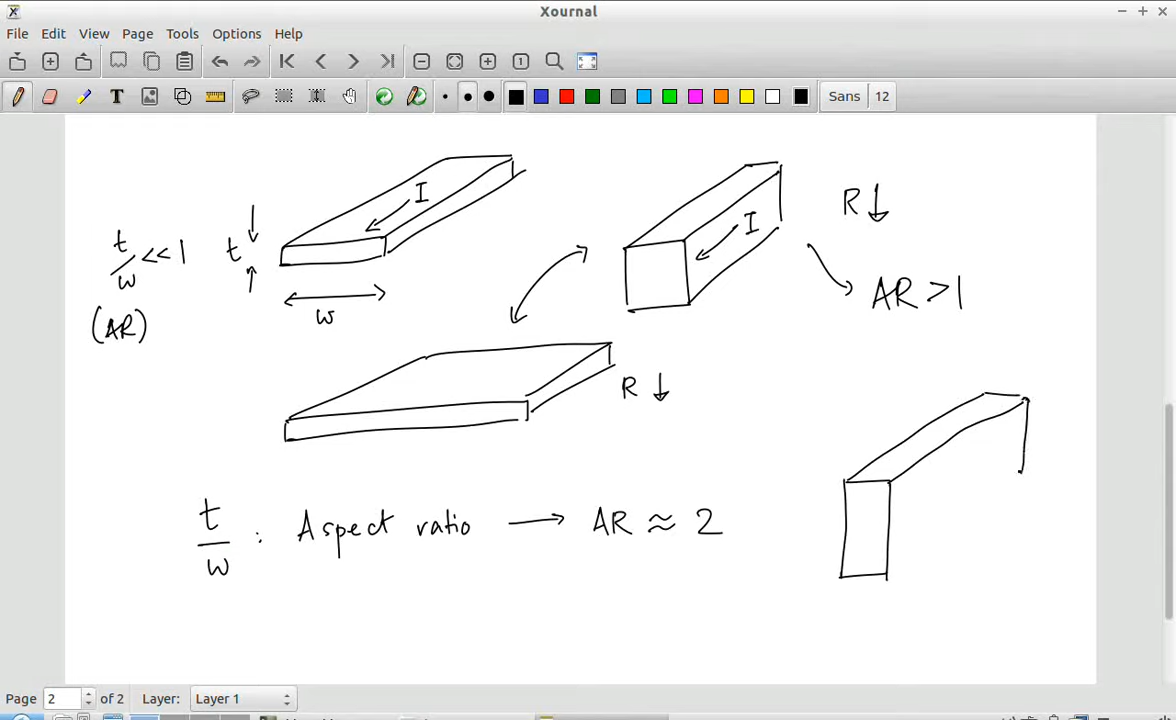 Xournal
File Edit View Page Tools Options Help
Sans 12
I
t/w << 1
(AR)
t
w
I
R ↓
AR > 1
R ↓
t/w : Aspect ratio → AR ≈ 2
Page 2 of 2 Layer: Layer 1